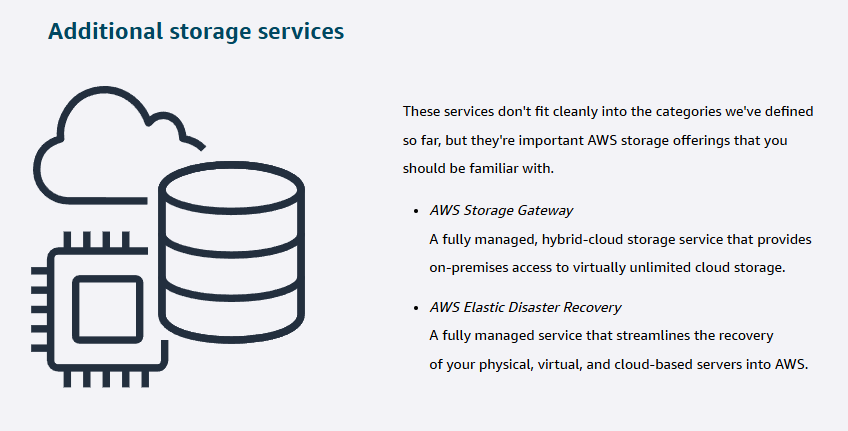 Additional storage services
These services don't fit cleanly into the categories we've defined
so far, but they're important AWS storage offerings that you
should be familiar with.
• AWS Storage Gateway
A fully managed, hybrid-cloud storage service that provides
on-premises access to virtually unlimited cloud storage.
• AWS Elastic Disaster Recovery
A fully managed service that streamlines the recovery
of your physical, virtual, and cloud-based servers into AWS.